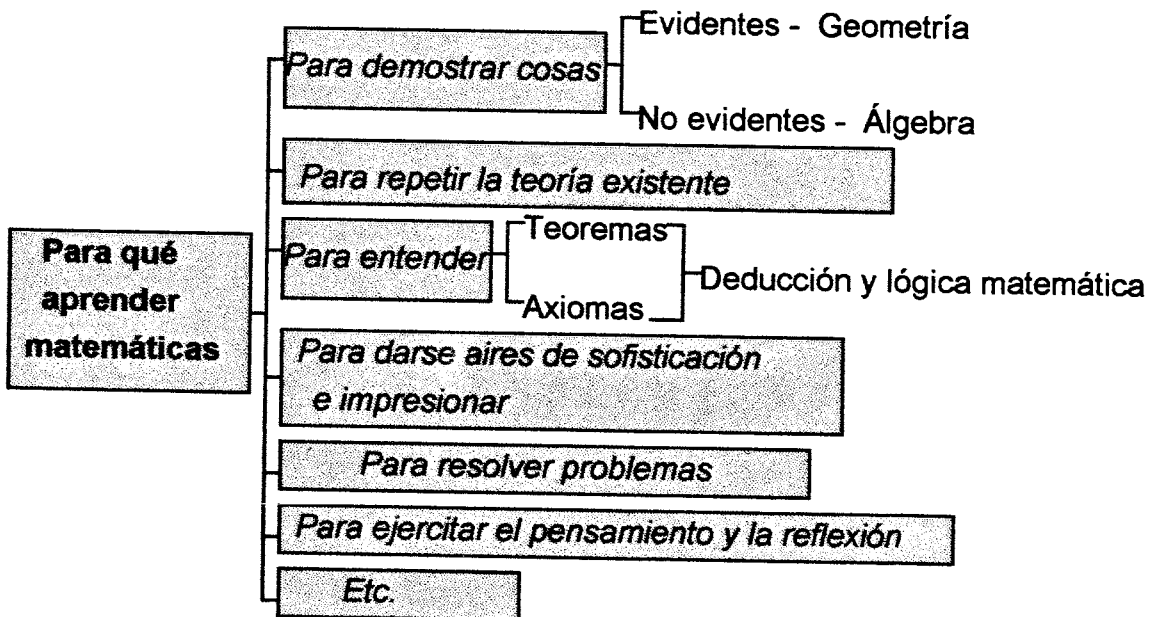 Evidentes - Geometría
Para demostrar cosas
No evidentes - Álgebra
Para repetir la teoría existente
Para qué
aprender
matemáticas
Para entender
Teoremas
Axiomas
Deducción y lógica matemática
Para darse aires de sofisticación
e impresionar
Para resolver problemas
Para ejercitar el pensamiento y la reflexión
Etc.